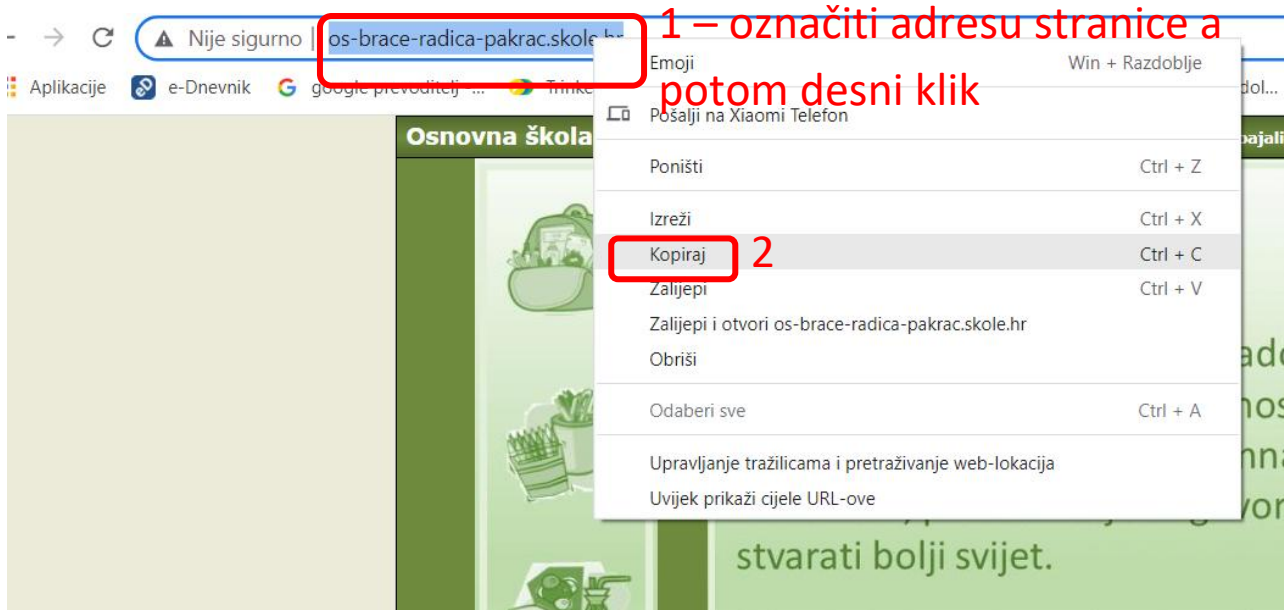 Nije sigurno | os-brace-radica-pakrac.skole.hr
1 – označiti adresu stranice a
potom desni klik
Aplikacije e-Dnevnik google prevoditelj -...
Osnovna škola
Emoji Win + Razdoblje
Pošalji na Xiaomi Telefon
Poništi Ctrl + Z
Izreži Ctrl + X
Kopiraj Ctrl + C
2
Zalijepi Ctrl + V
Zalijepi i otvori os-brace-radica-pakrac.skole.hr
Obriši
Odaberi sve Ctrl + A
Upravljanje tražilicama i pretraživanje web-lokacija
Uvijek prikaži cijele URL-ove
stvarati bolji svijet.